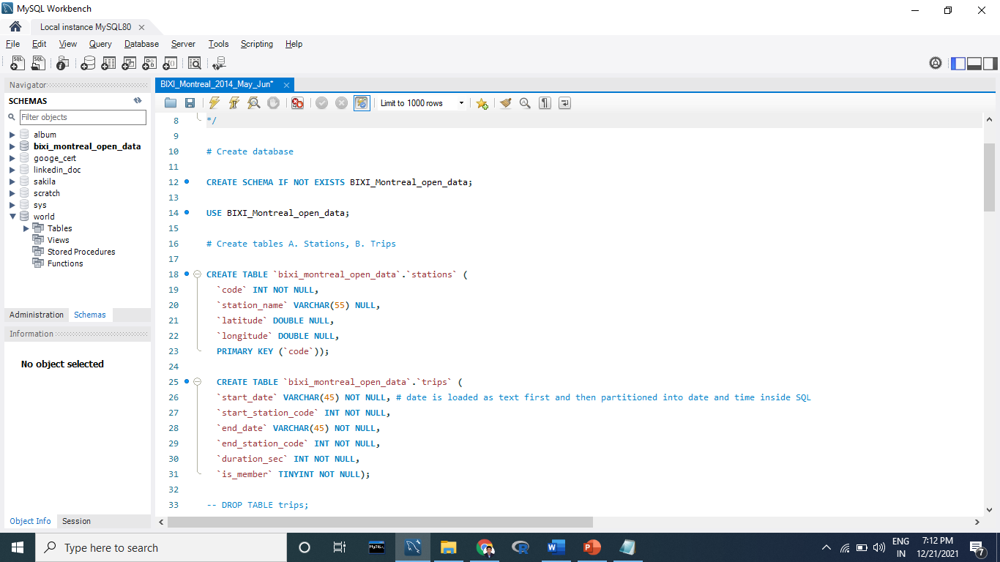 MySQL Workbench
Local instance MySQL80
File Edit View Query Database Server Tools Scripting Help
Navigator
SCHEMAS
Filter objects
album
bixi_montreal_open_data
googe_cert
linkedin_doc
sakila
scratch
sys
world
Tables
Views
Stored Procedures
Functions
Administration Schemas
Information
No object selected
Object Info Session
BIXI_Montreal_2014_May_Jun*
Limit to 1000 rows
8 */
9
10 # Create database
11
12 CREATE SCHEMA IF NOT EXISTS BIXI_Montreal_open_data;
13
14 USE BIXI_Montreal_open_data;
15
16 # Create tables A. Stations, B. Trips
17
18 CREATE TABLE `bixi_montreal_open_data`.`stations` (
19 `code` INT NOT NULL,
20 `station_name` VARCHAR(55) NULL,
21 `latitude` DOUBLE NULL,
22 `longitude` DOUBLE NULL,
23 PRIMARY KEY (`code`));
24
25 CREATE TABLE `bixi_montreal_open_data`.`trips` (
26 `start_date` VARCHAR(45) NOT NULL, # date is loaded as text first and then partitioned into date and time inside SQL
27 `start_station_code` INT NOT NULL,
28 `end_date` VARCHAR(45) NOT NULL,
29 `end_station_code` INT NOT NULL,
30 `duration_sec` INT NOT NULL,
31 `is_member` TINYINT NOT NULL);
32
33 -- DROP TABLE trips;
Type here to search
ENG
IN
7:12 PM
12/21/2021
7